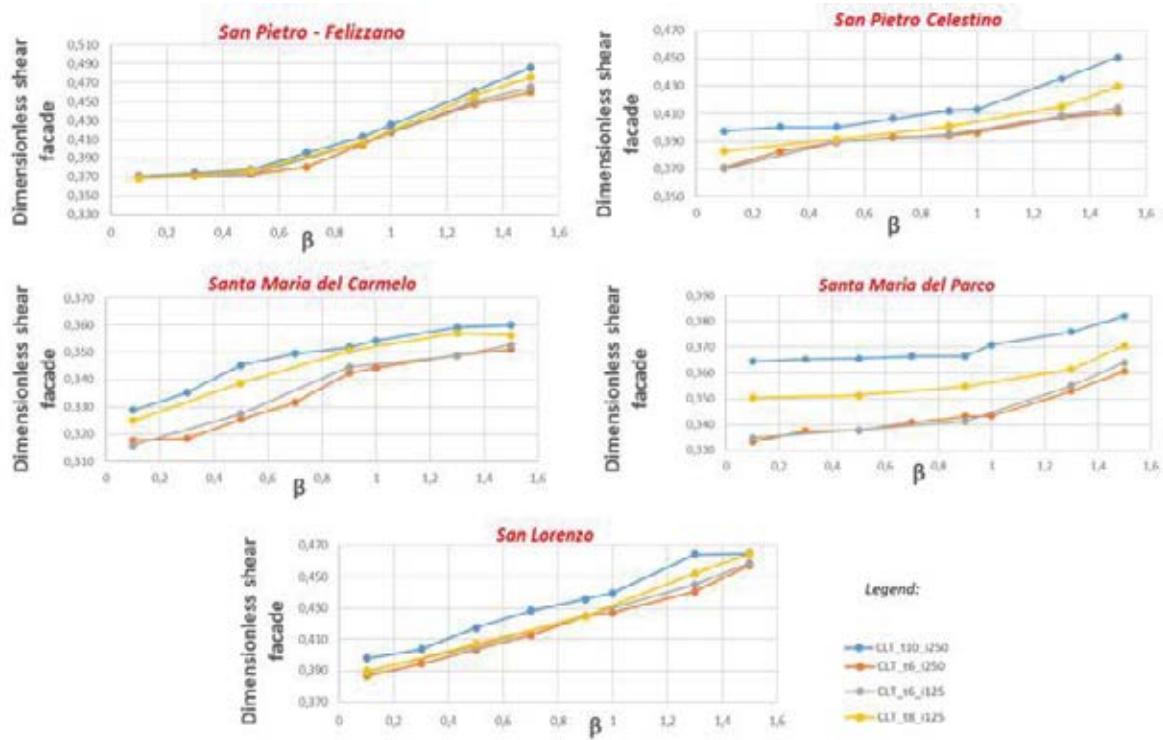 San Pietro - Felizzano
Dimensionless shear
facade
0,510
0,490
0,470
0,450
0,430
0,410
0,390
0,370
0,350
0,330
0 0,2 0,4 0,6 0,8 1 1,2 1,4 1,6
β
San Pietro Celestino
Dimensionless shear
facade
0,470
0,450
0,430
0,410
0,390
0,370
0,350
0 0,2 0,4 0,6 0,8 1 1,2 1,4 1,6
β
Santa Maria del Carmelo
Dimensionless shear
facade
0,370
0,360
0,350
0,340
0,330
0,320
0,310
0 0,2 0,4 0,6 0,8 1 1,2 1,4 1,6
β
Santa Maria del Parco
Dimensionless shear
facade
0,390
0,380
0,370
0,360
0,350
0,340
0,330
0 0,2 0,4 0,6 0,8 1 1,2 1,4 1,6
β
San Lorenzo
Dimensionless shear
facade
0,470
0,450
0,430
0,410
0,390
0,370
0 0,2 0,4 0,6 0,8 1 1,2 1,4 1,6
β
Legend:
CLT_t10_i250
CLT_t6_i250
CLT_t6_i125
CLT_t8_i125